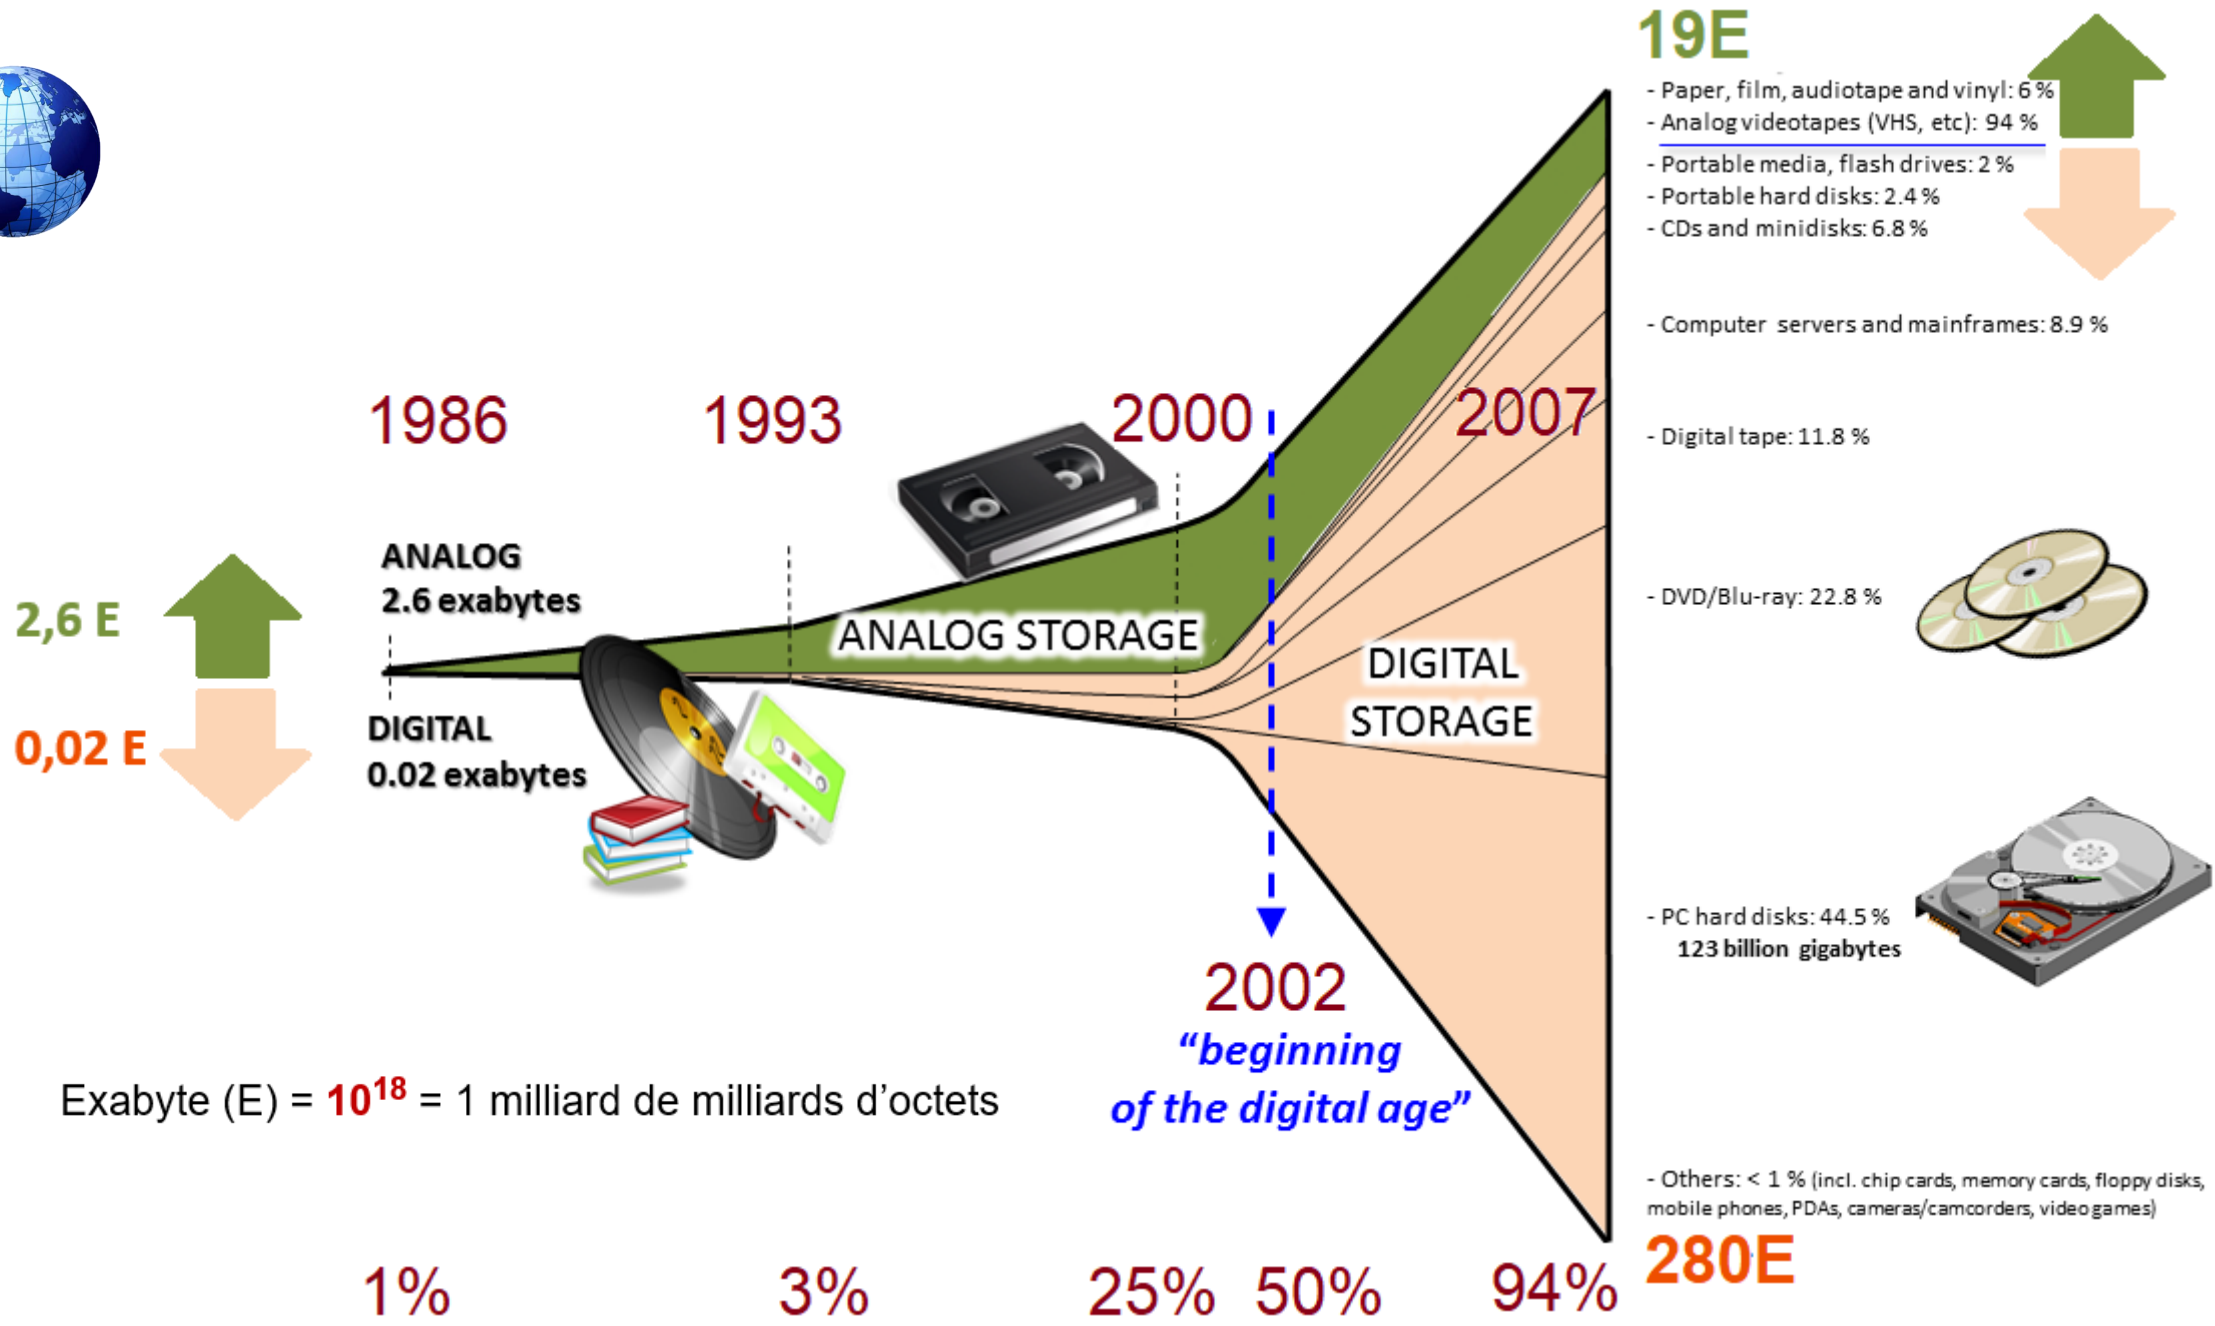 19E
- Paper, film, audiotape and vinyl: 6 %
- Analog videotapes (VHS, etc): 94 %
- Portable media, flash drives: 2 %
- Portable hard disks: 2.4 %
- CDs and minidisks: 6.8 %
- Computer servers and mainframes: 8.9 %
1986
1993
2000
2007
- Digital tape: 11.8 %
ANALOG
2.6 exabytes
2,6 E
- DVD/Blu-ray: 22.8 %
ANALOG STORAGE
DIGITAL
STORAGE
DIGITAL
0.02 exabytes
0,02 E
- PC hard disks: 44.5 %
123 billion gigabytes
2002
“beginning
of the digital age”
Exabyte (E) = 10¹⁸ = 1 milliard de milliards d’octets
- Others: < 1 % (incl. chip cards, memory cards, floppy disks,
mobile phones, PDAs, cameras/camcorders, video games)
280E
1%
3%
25%
50%
94%